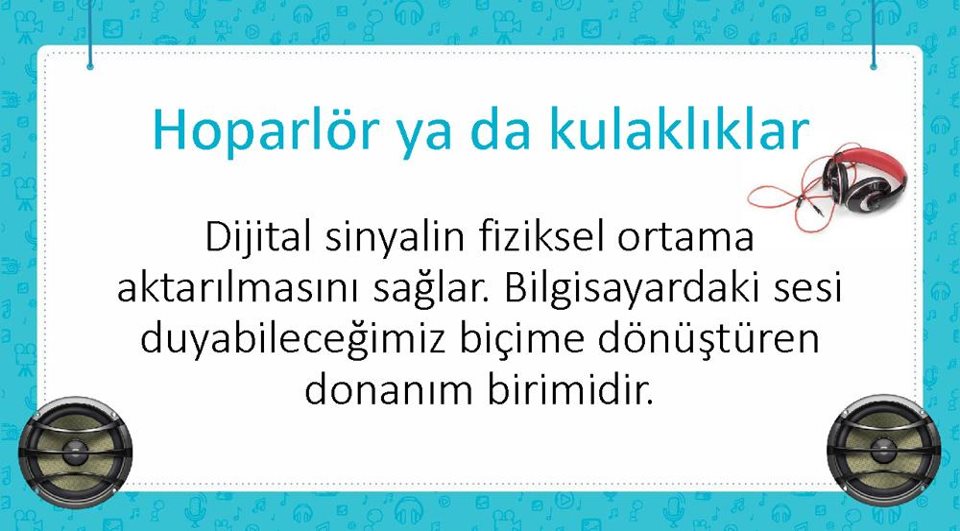 Hoparlör ya da kulaklıklar
Dijital sinyalin fiziksel ortama
aktarılmasını sağlar. Bilgisayardaki sesi
duyabileceğimiz biçime dönüştüren
donanım birimidir.